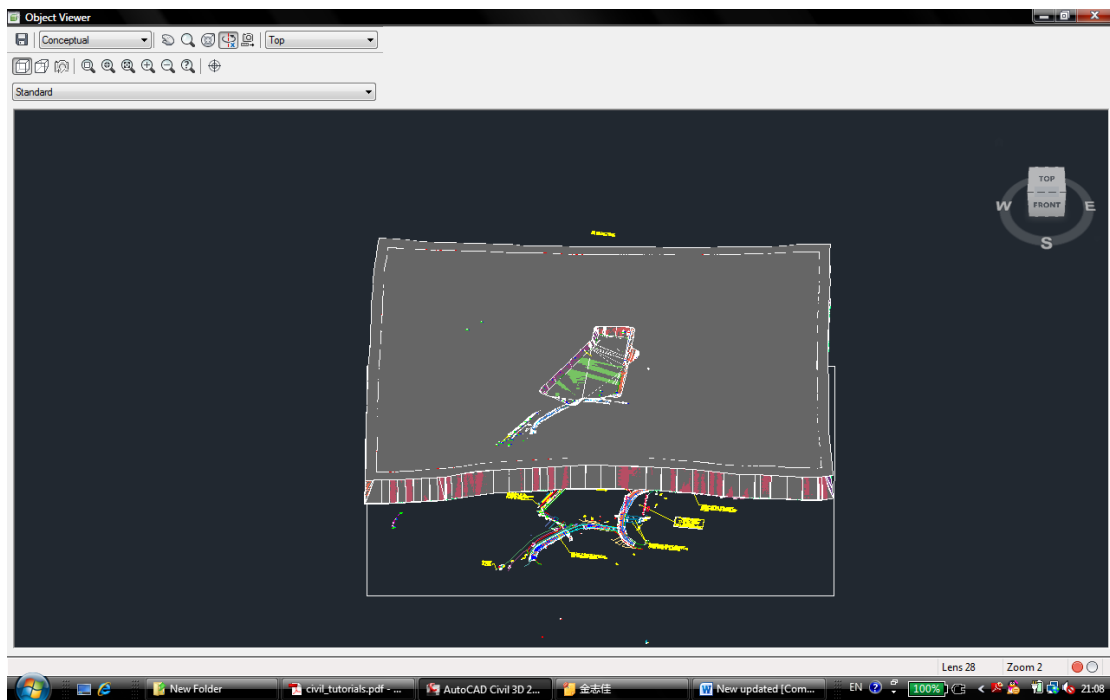 Object Viewer
Conceptual
Top
Standard
TOP
W FRONT E
S
Lens 28 Zoom 2
New Folder civil_tutorials.pdf - ... AutoCAD Civil 3D 2... 金志佳 New updated [Com... EN 100% 21:08